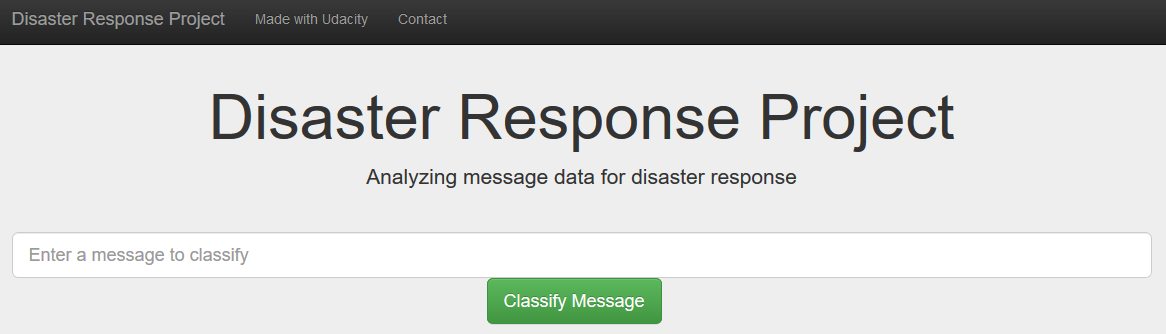 Disaster Response Project Made with Udacity Contact
Disaster Response Project
Analyzing message data for disaster response
Enter a message to classify
Classify Message